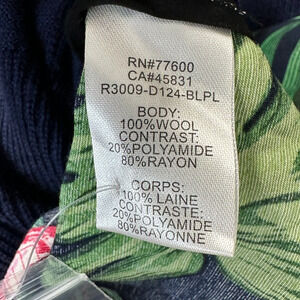 RN#77600
CA#45831
R3009-D124-BLPL
BODY:
100%WOOL
CONTRAST:
20%POLYAMIDE
80%RAYON
CORPS:
100% LAINE
CONTRASTE:
20%POLYAMIDE
80%RAYONNE